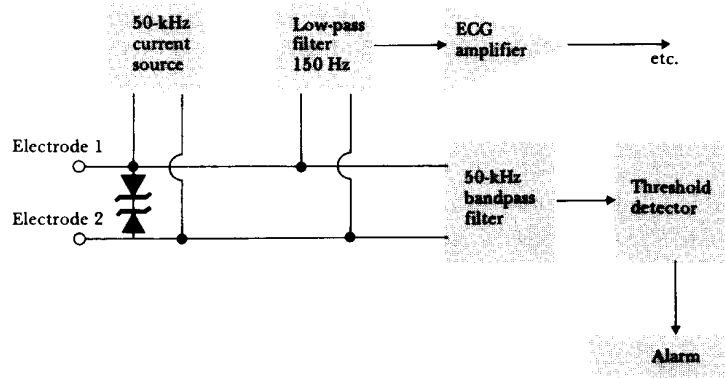 50-kHz
current
source
Low-pass
filter
150 Hz
ECG
amplifier
etc.
Electrode 1
Electrode 2
50-kHz
bandpass
filter
Threshold
detector
Alarm